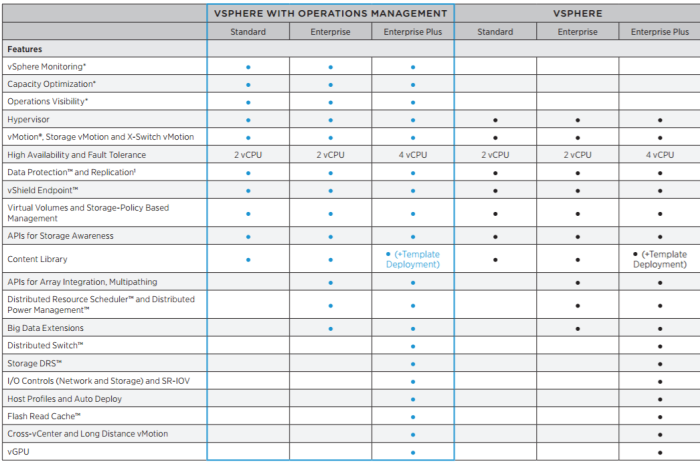 VSPHERE WITH OPERATIONS MANAGEMENT VSPHERE
Standard Enterprise Enterprise Plus Standard Enterprise Enterprise Plus
Features
vSphere Monitoring* • • •
Capacity Optimization* • • •
Operations Visibility* • • •
Hypervisor • • • • • •
vMotion®, Storage vMotion and X-Switch vMotion • • • • • •
High Availability and Fault Tolerance 2 vCPU 2 vCPU 4 vCPU 2 vCPU 2 vCPU 4 vCPU
Data Protection™ and Replication† • • • • • •
vShield Endpoint™ • • • • • •
Virtual Volumes and Storage-Policy Based
Management • • • • • •
APIs for Storage Awareness • • • • • •
Content Library • • • (+Template
Deployment) • • • (+Template
Deployment)
APIs for Array Integration, Multipathing • • • •
Distributed Resource Scheduler™ and Distributed
Power Management™ • • • •
Big Data Extensions • • • •
Distributed Switch™ • •
Storage DRS™ • •
I/O Controls (Network and Storage) and SR-IOV • •
Host Profiles and Auto Deploy • •
Flash Read Cache™ • •
Cross-vCenter and Long Distance vMotion • •
vGPU • •